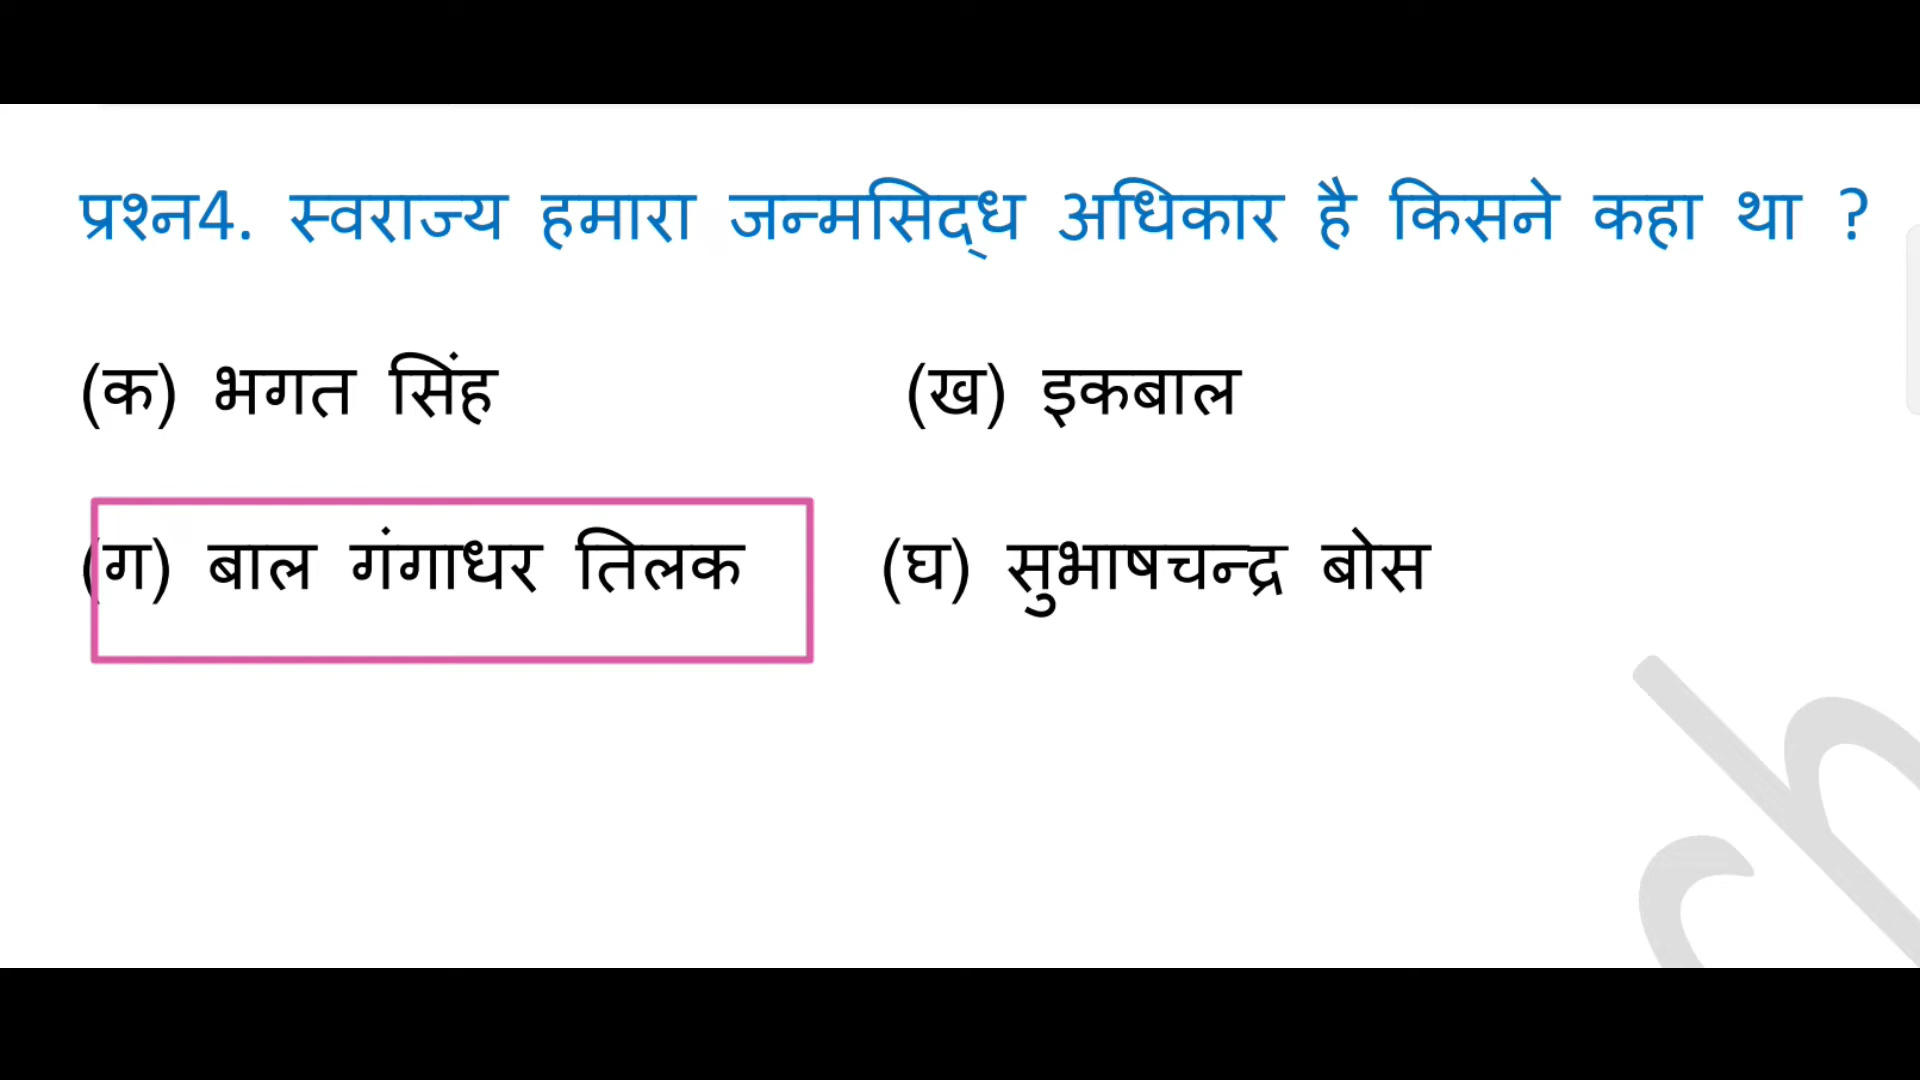 प्रश्न4. स्वराज्य हमारा जन्मसिद्ध अधिकार है किसने कहा था ?
(क) भगत सिंह (ख) इकबाल
(ग) बाल गंगाधर तिलक (घ) सुभाषचन्द्र बोस